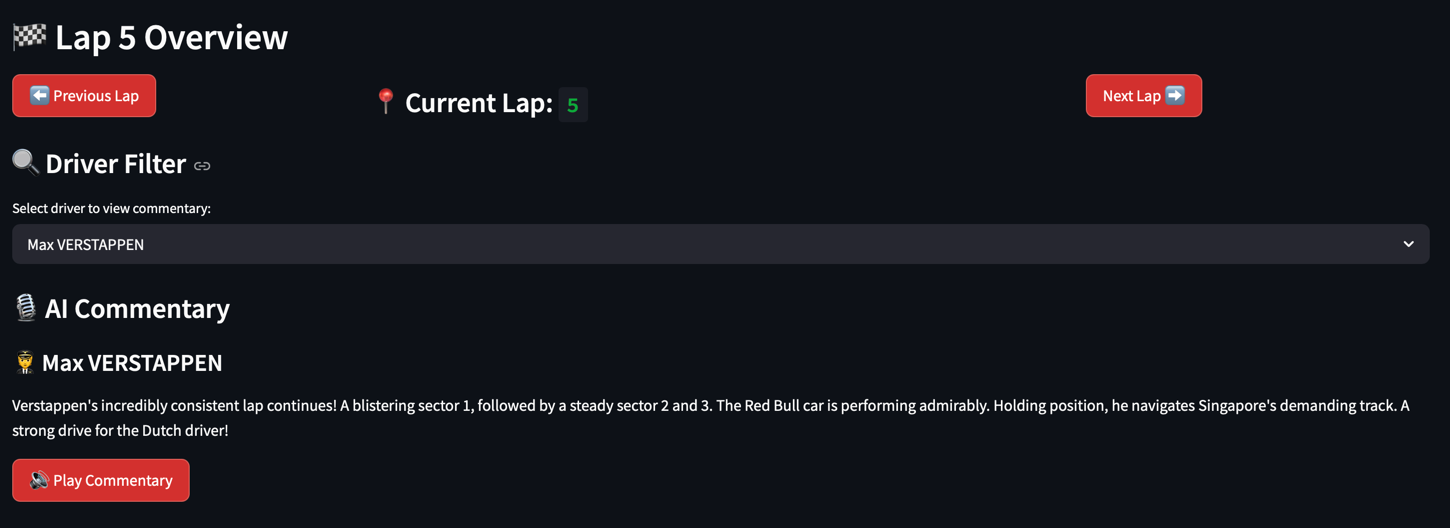 🏁 Lap 5 Overview
⬅️ Previous Lap
📍 Current Lap: 5
Next Lap ➡️
🔍 Driver Filter
Select driver to view commentary:
Max VERSTAPPEN
🎙️ AI Commentary
🧑‍✈️ Max VERSTAPPEN
Verstappen's incredibly consistent lap continues! A blistering sector 1, followed by a steady sector 2 and 3. The Red Bull car is performing admirably. Holding position, he navigates Singapore's demanding track. A
strong drive for the Dutch driver!
🔊 Play Commentary